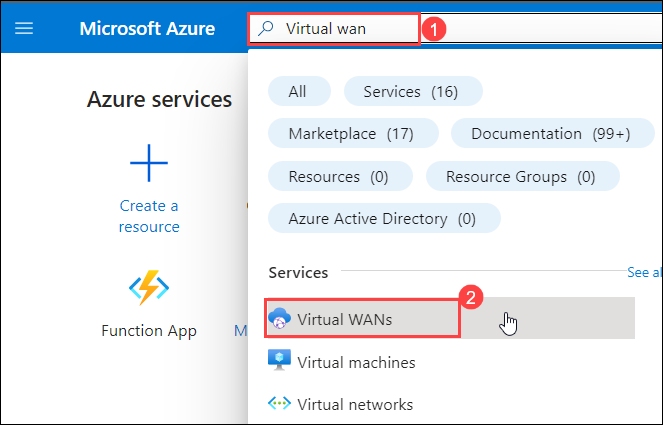 Microsoft Azure
Virtual wan
1
Azure services
All
Services (16)
Marketplace (17)
Documentation (99+)
Resources (0)
Resource Groups (0)
Azure Active Directory (0)
Create a
resource
Services
See al
2
Virtual WANs
Function App
M
Virtual machines
Virtual networks